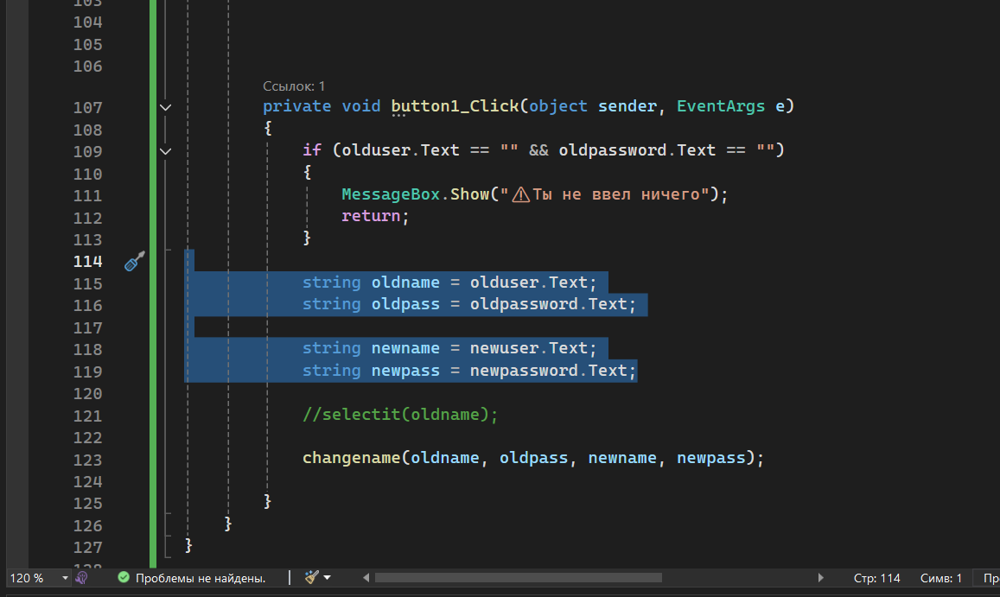 103
104
105
106
Ссылок: 1
107 private void button1_Click(object sender, EventArgs e)
108 {
109 if (olduser.Text == "" && oldpassword.Text == "")
110 {
111 MessageBox.Show("⚠Ты не ввел ничего");
112 return;
113 }
114
115 string oldname = olduser.Text;
116 string oldpass = oldpassword.Text;
117
118 string newname = newuser.Text;
119 string newpass = newpassword.Text;
120
121 //selectit(oldname);
122
123 changename(oldname, oldpass, newname, newpass);
124
125 }
126 }
127 }
128
120 % Проблемы не найдены. Стр: 114 Симв: 1 Пр